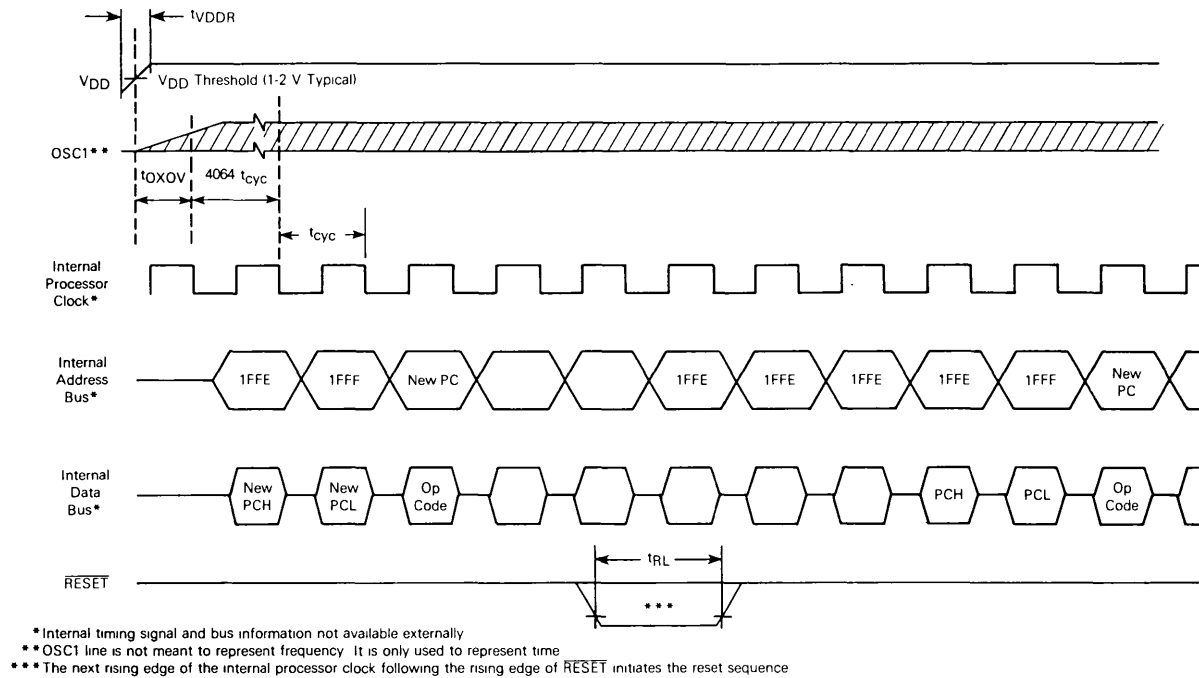 tVDDR
VDD
VDD Threshold (1-2 V Typical)
OSC1**
tOXOV
4064 tcyc
tcyc
Internal
Processor
Clock*
Internal
Address
Bus*
1FFE
1FFF
New PC
1FFE
1FFE
1FFE
1FFE
1FFF
New
PC
Internal
Data
Bus*
New
PCH
New
PCL
Op
Code
PCH
PCL
Op
Code
RESET
tRL
***
*Internal timing signal and bus information not available externally
**OSC1 line is not meant to represent frequency It is only used to represent time
***The next rising edge of the internal processor clock following the rising edge of RESET initiates the reset sequence